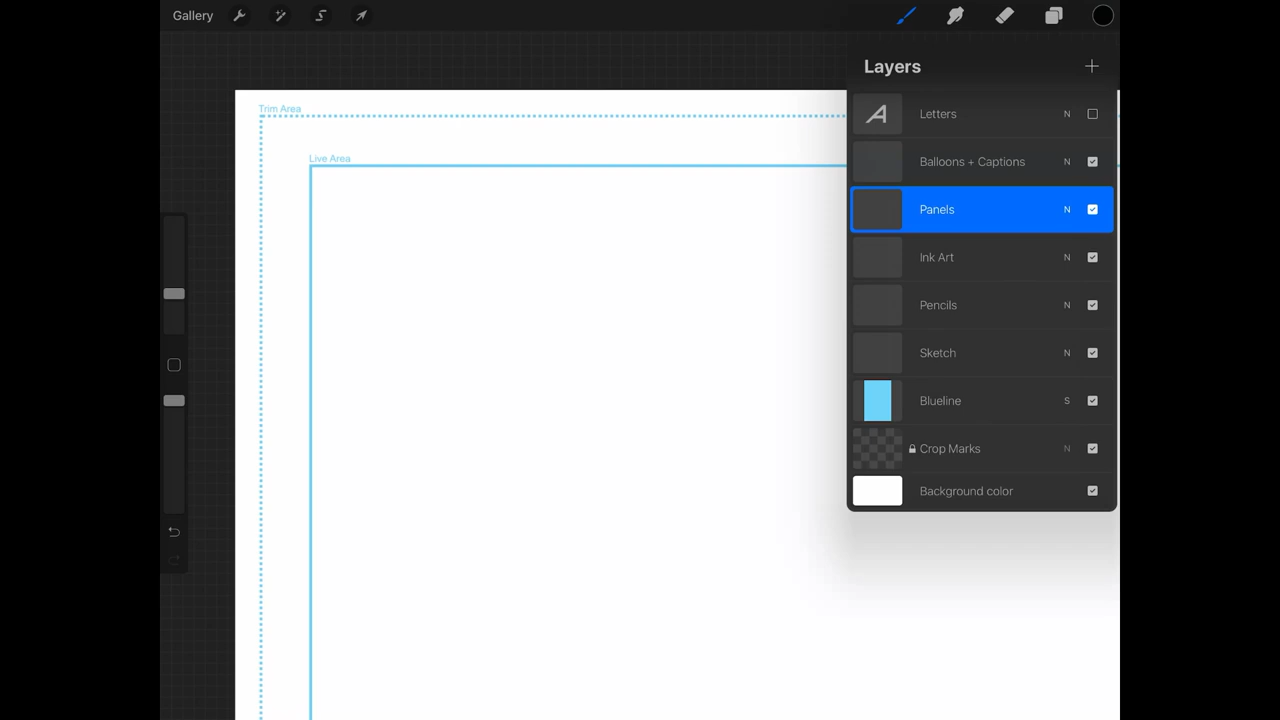 Gallery
Layers
Trim Area
Live Area
Letters N
Balloons + Captions N
Panels N
Ink Art N
Pencils N
Sketch N
Blueline S
Crop Marks N
Background color